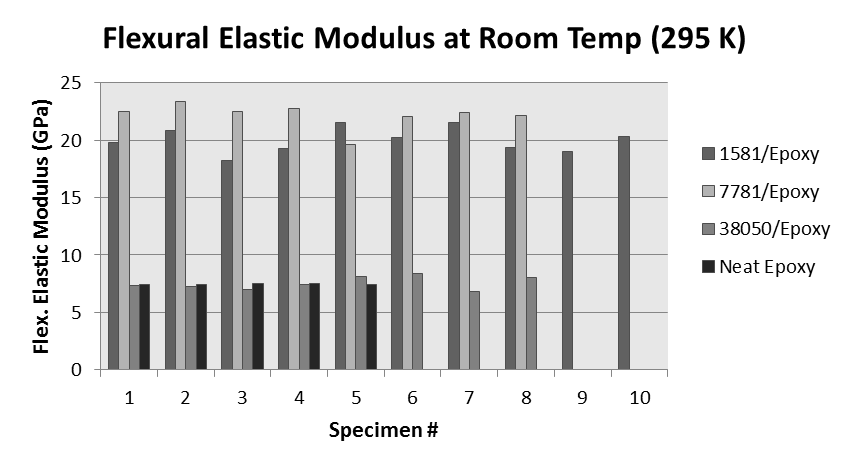 Flexural Elastic Modulus at Room Temp (295 K)
Flex. Elastic Modulus (GPa)
25
20
15
10
5
0
1 2 3 4 5 6 7 8 9 10
Specimen #
1581/Epoxy
7781/Epoxy
38050/Epoxy
Neat Epoxy